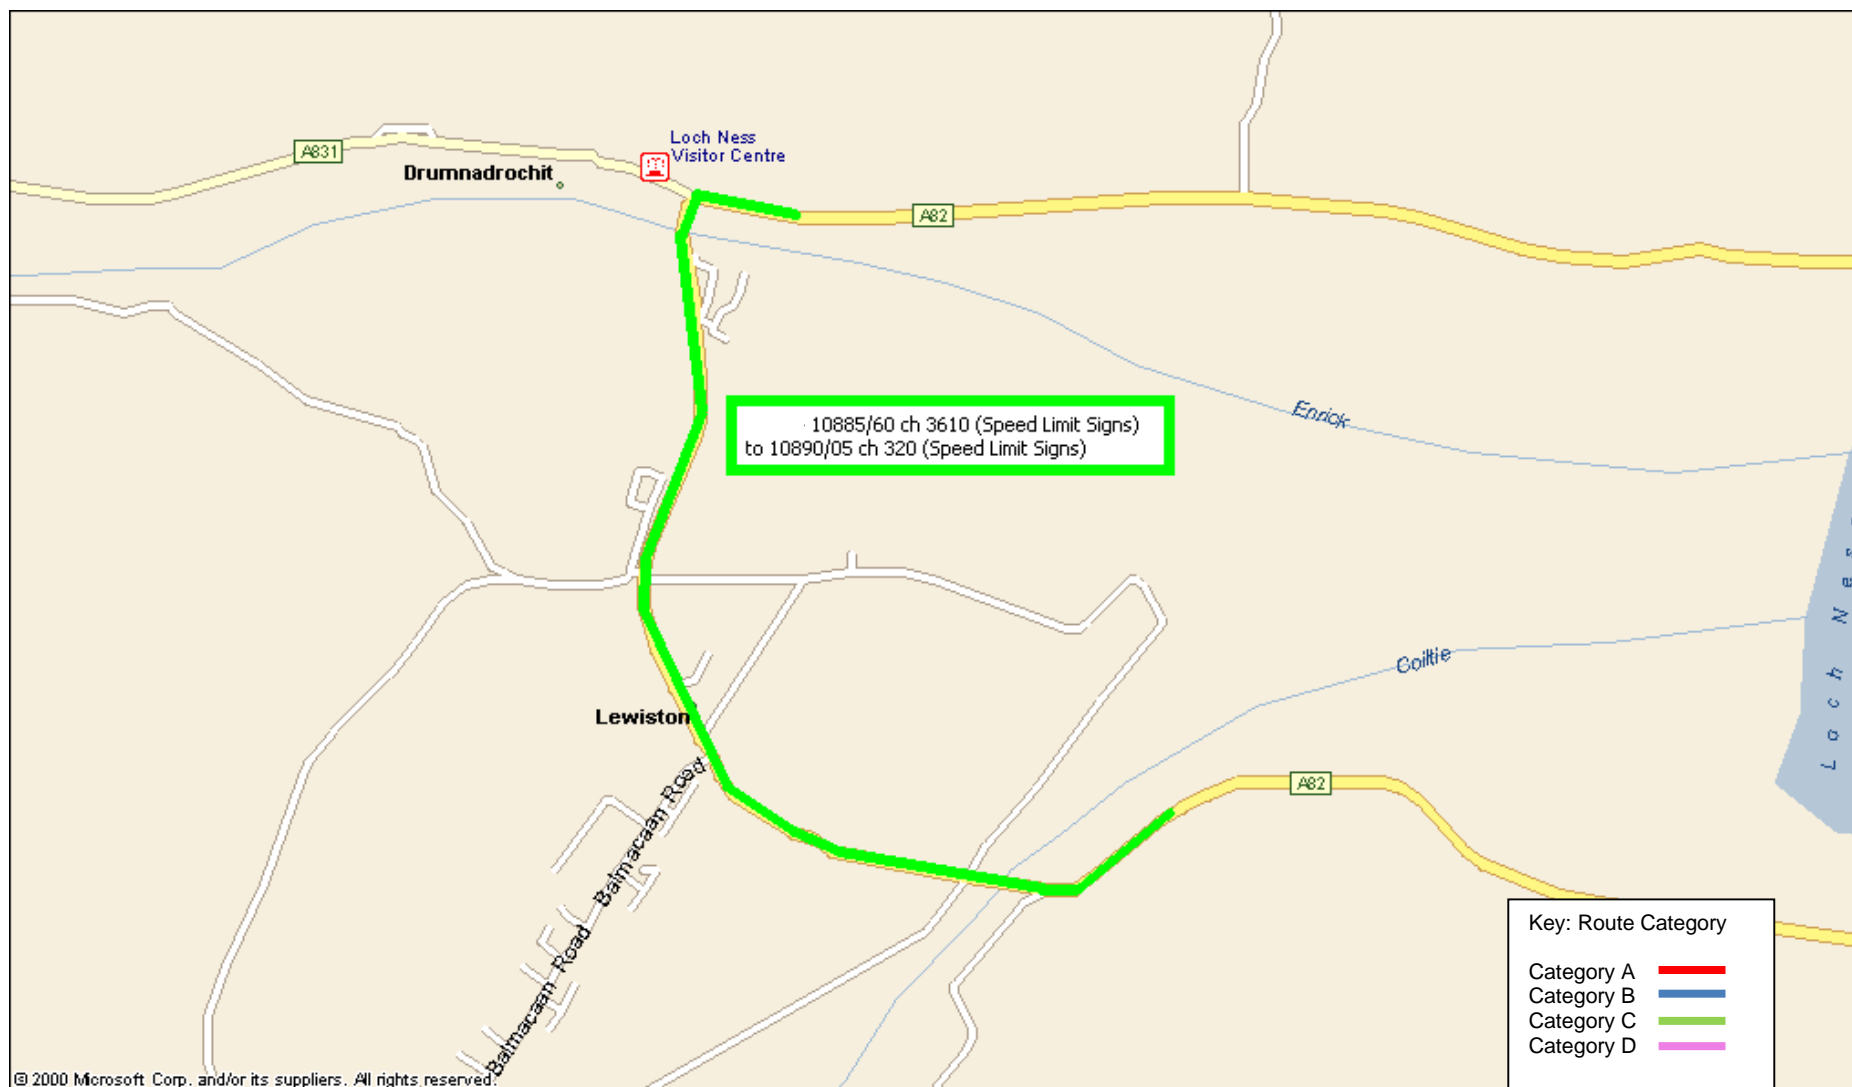 Loch Ness
Visitor Centre
A831
Drumnadrochit
A82
Enrick
10885/60 ch 3610 (Speed Limit Signs)
to 10890/05 ch 320 (Speed Limit Signs)
Loch Ness
Coiltie
Lewiston
A82
Balmacaan Road
Balmacaan Road
Key: Route Category
Category A
Category B
Category C
Category D
© 2000 Microsoft Corp. and/or its suppliers. All rights reserved.